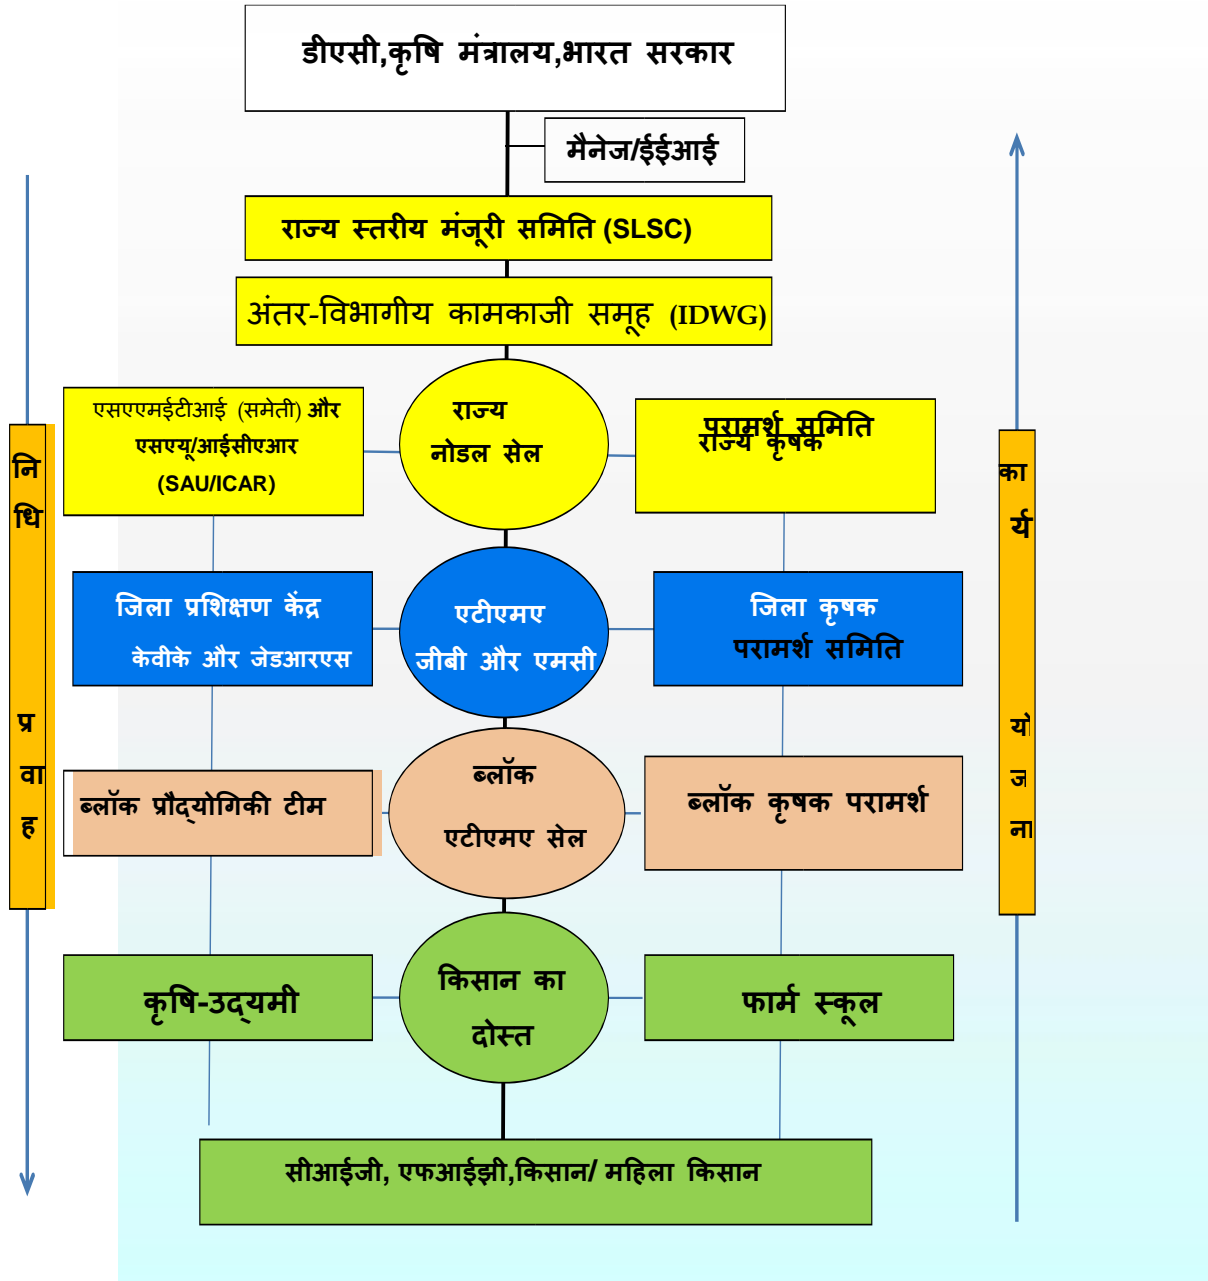 डीएसी,कृषि मंत्रालय,भारत सरकार
मैनेज/ईईआई
राज्य स्तरीय मंजूरी समिति (SLSC)
अंतर-विभागीय कामकाजी समूह (IDWG)
एसएएमईटीआई (समेती) और
एसएयू/आईसीएआर
(SAU/ICAR)
राज्य
नोडल सेल
परामर्श समिति
राज्य कृषक
नि
धि
प्र
वा
ह
का
र्य
यो
ज
ना
जिला प्रशिक्षण केंद्र
केवीके और जेडआरएस
एटीएमए
जीबी और एमसी
जिला कृषक
परामर्श समिति
ब्लॉक प्रौद्योगिकी टीम
ब्लॉक
एटीएमए सेल
ब्लॉक कृषक परामर्श
कृषि-उद्यमी
किसान का
दोस्त
फार्म स्कूल
सीआईजी, एफआईझी,किसान/ महिला किसान